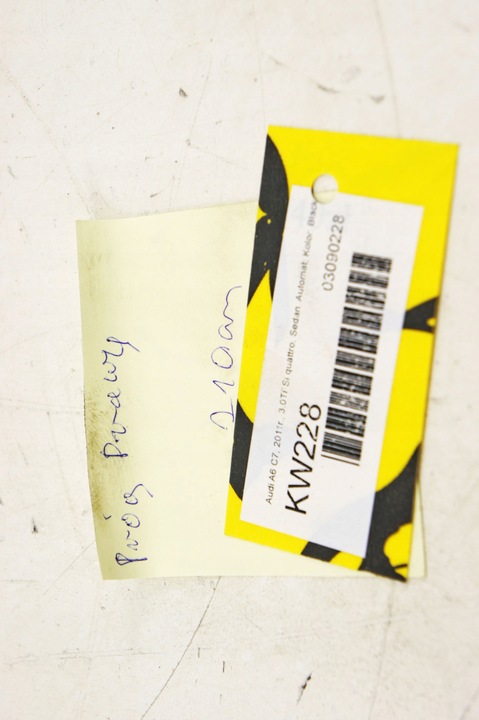 Próg Prawy
210cm
Audi A6 C7, 2011r., 3.0TFSi quattro, Sedan, Automat, Kolor: Black
KW228
03090228